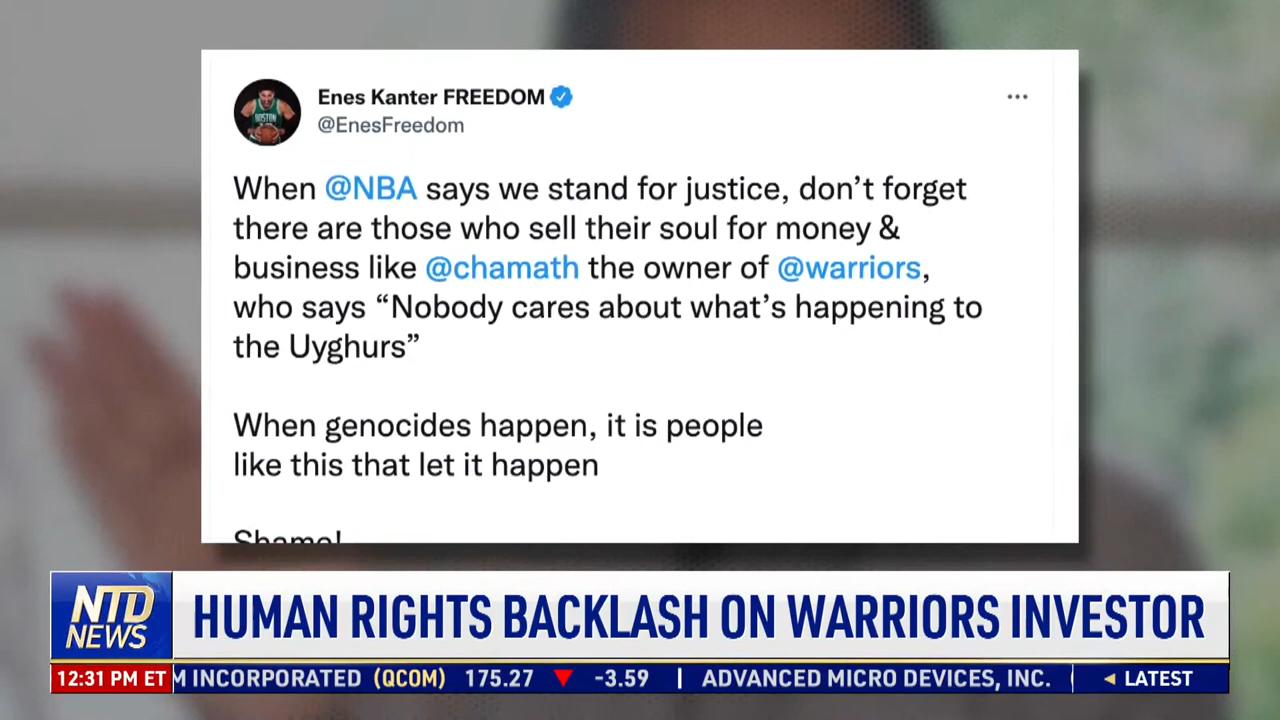 Enes Kanter FREEDOM
@EnesFreedom
When @NBA says we stand for justice, don’t forget
there are those who sell their soul for money &
business like @chamath the owner of @warriors,
who says “Nobody cares about what’s happening to
the Uyghurs”
When genocides happen, it is people
like this that let it happen
Shame!
NTD
NEWS
HUMAN RIGHTS BACKLASH ON WARRIORS INVESTOR
12:31 PM ET M INCORPORATED (QCOM) 175.27 ▼ -3.59 | ADVANCED MICRO DEVICES, INC. ◄ LATEST